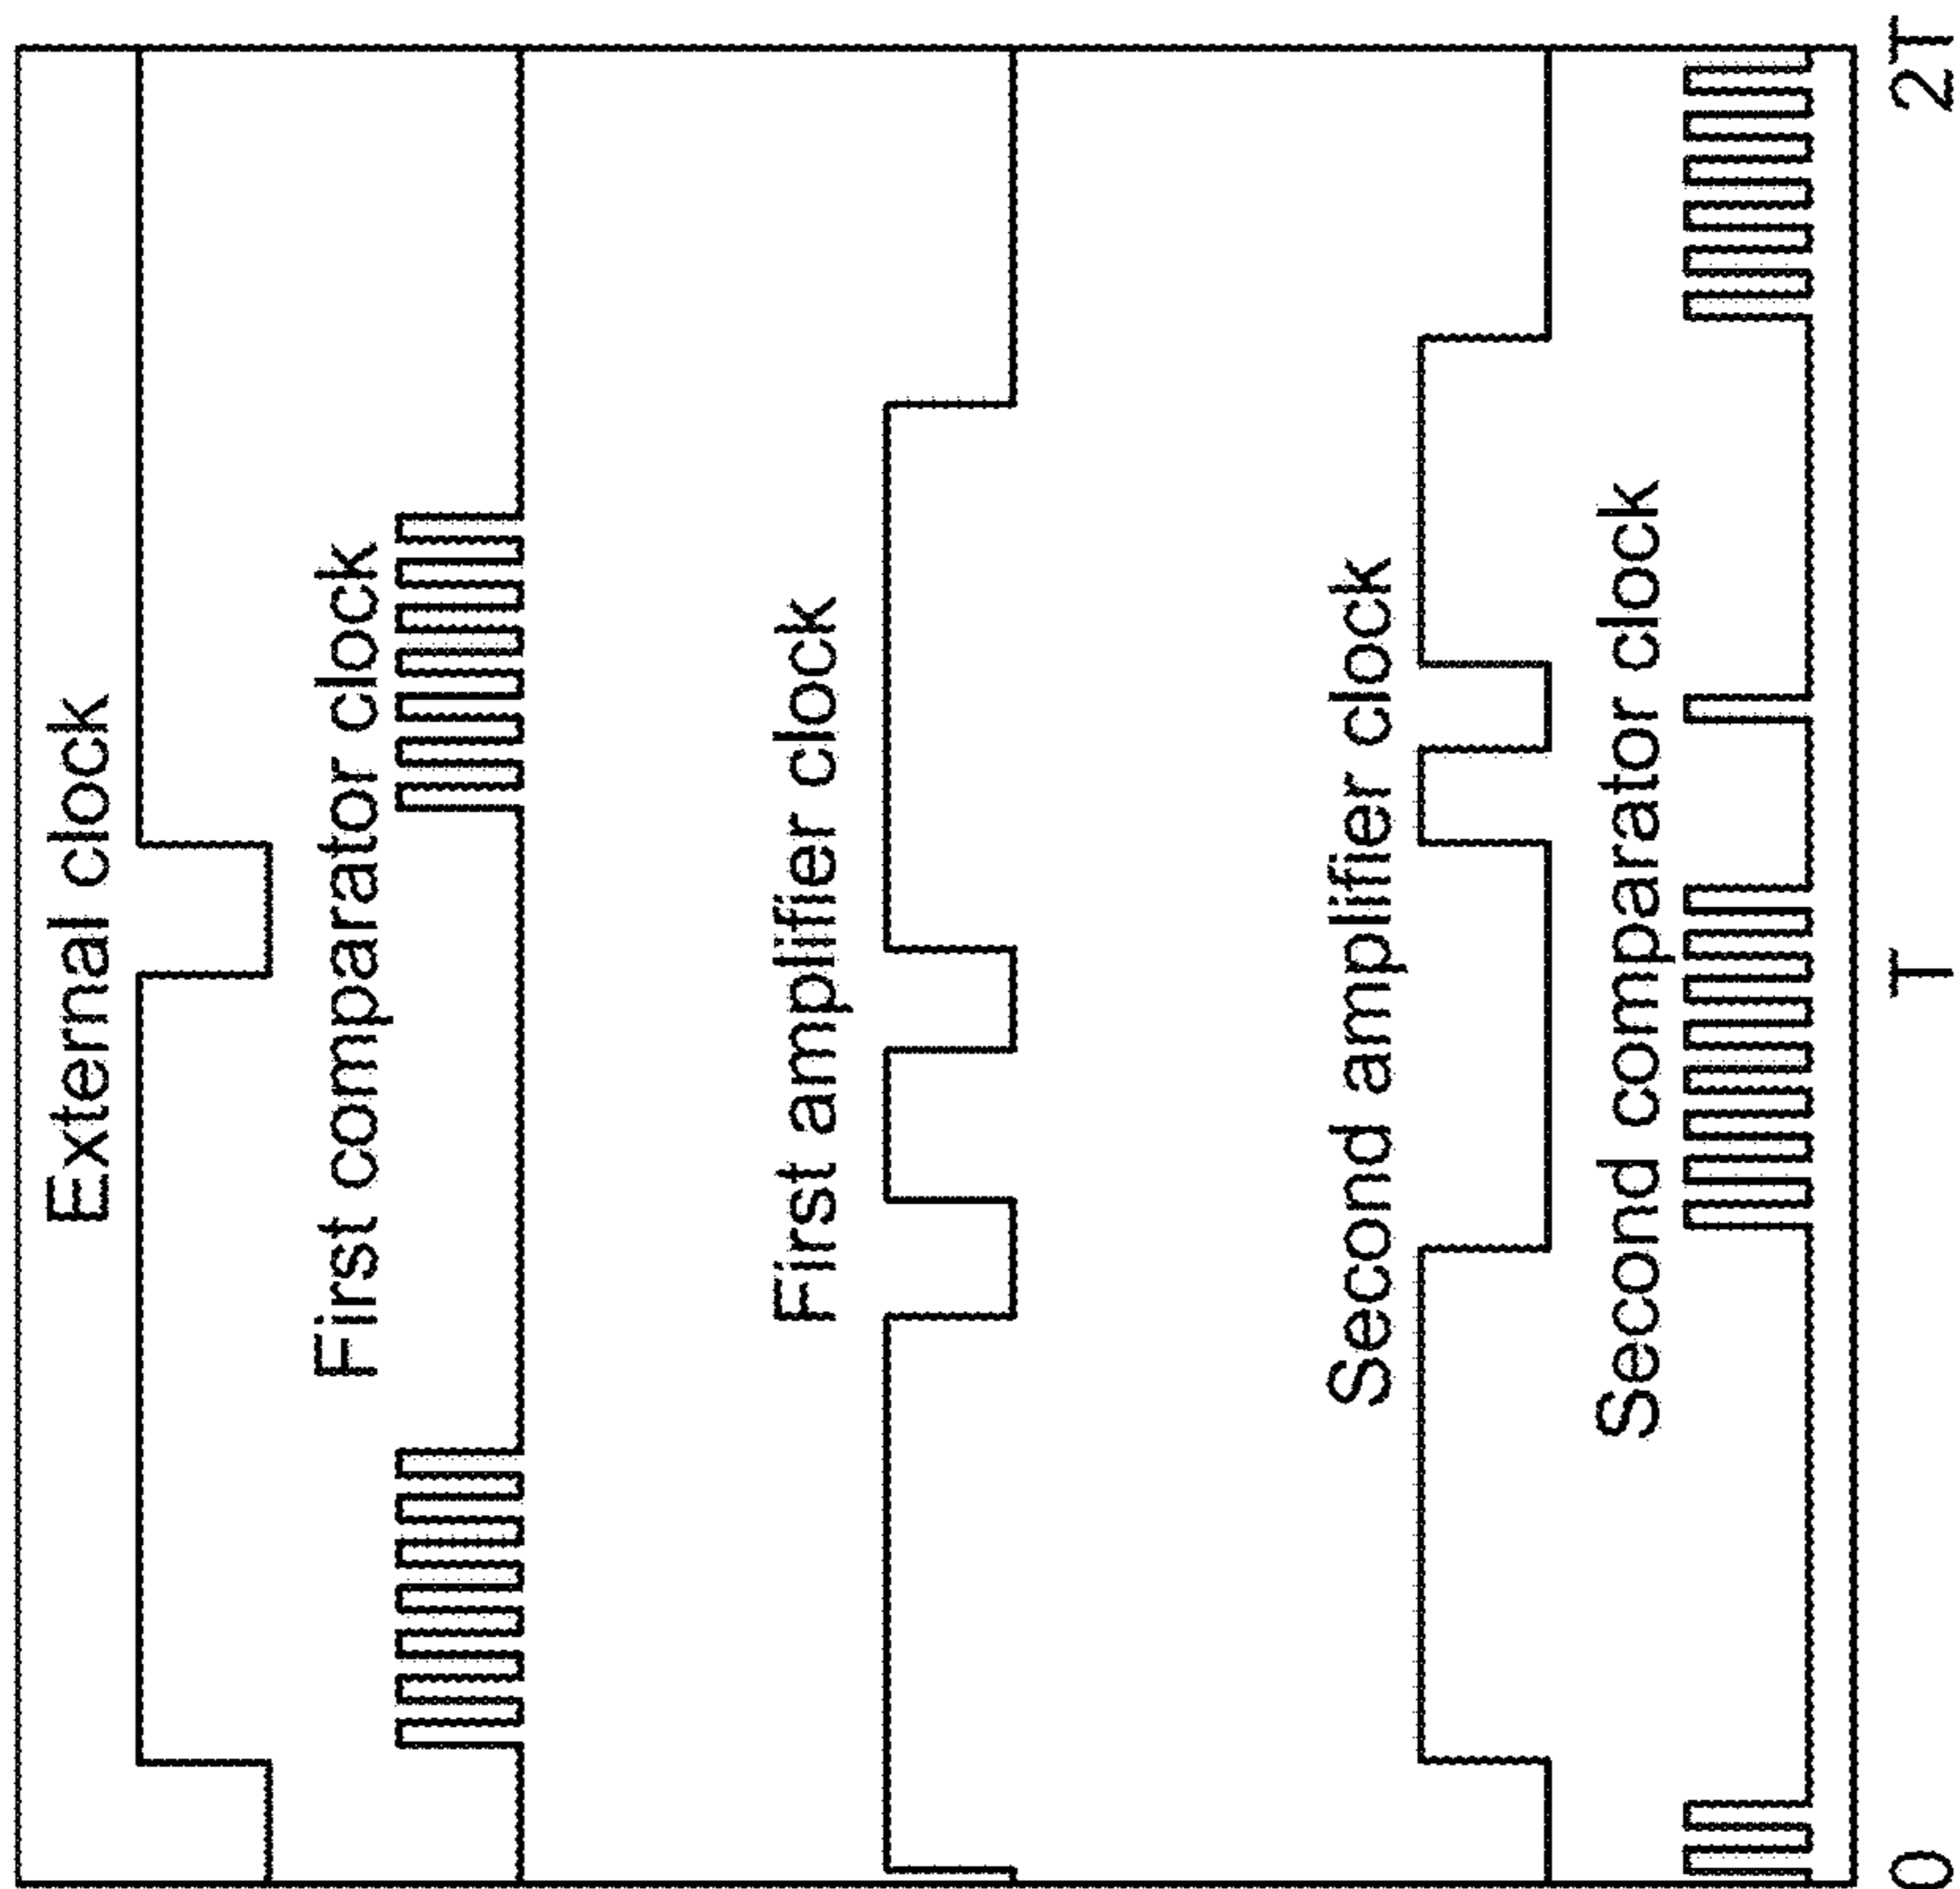 External clock
First comparator clock
First amplifier clock
Second amplifier clock
Second comparator clock
0
T
2T